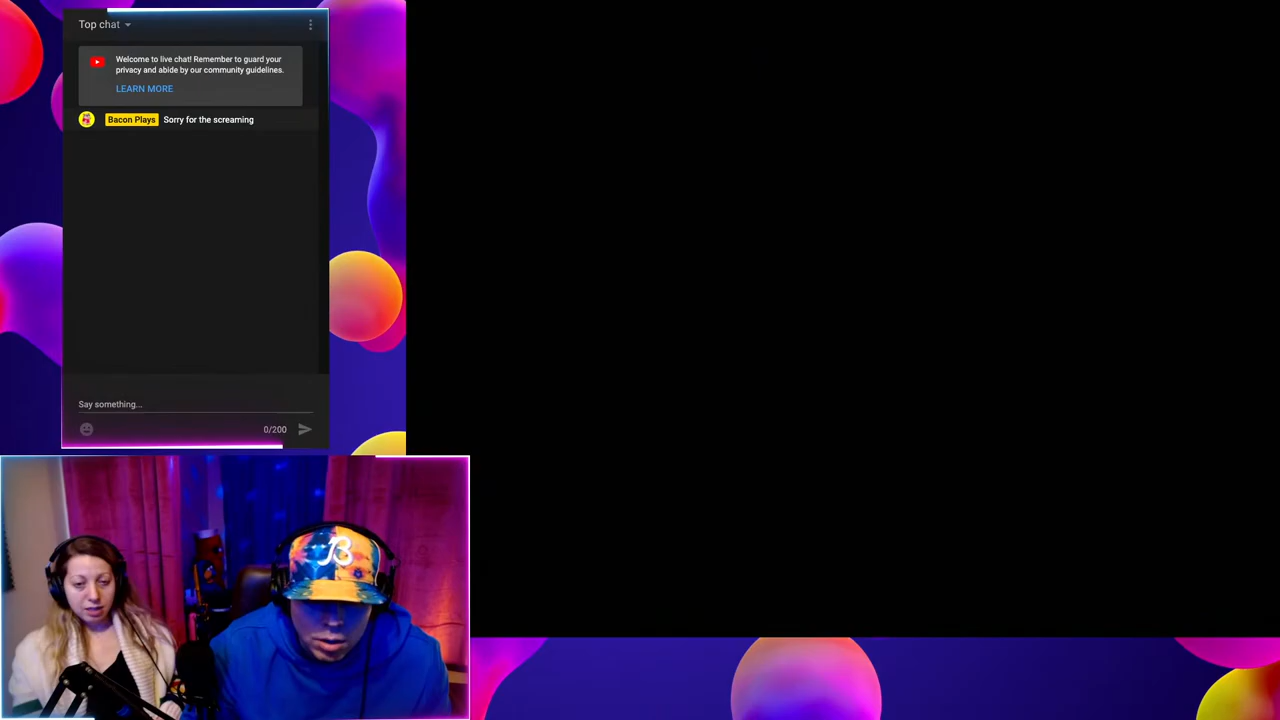 Top chat
Welcome to live chat! Remember to guard your
privacy and abide by our community guidelines.
LEARN MORE
Bacon Plays Sorry for the screaming
Say something...
0/200
B